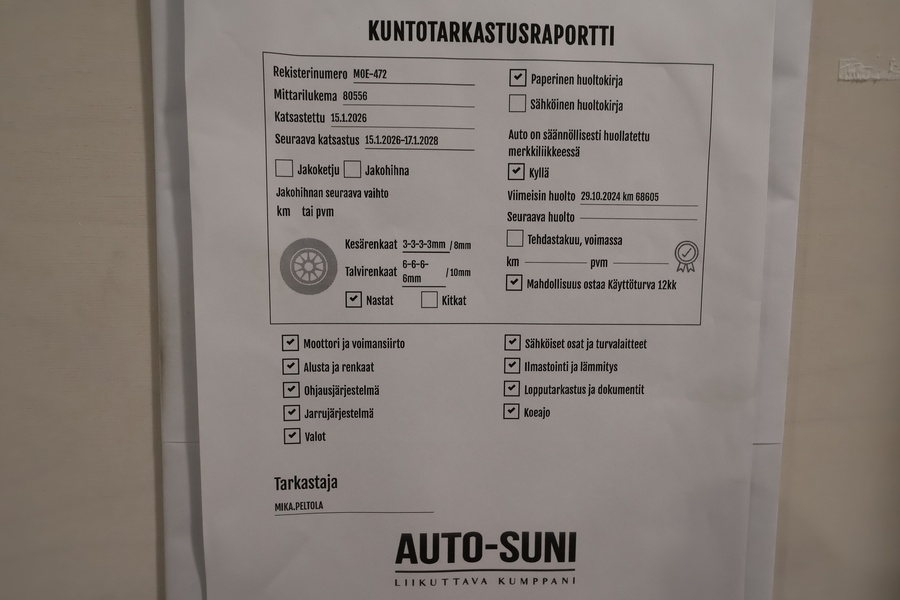 KUNTOTARKASTUSRAPORTTI
Rekisterinumero MOE-472
Mittarilukema 80556
Katsastettu 15.1.2026
Seuraava katsastus 15.1.2026-17.1.2028
Jakoketju Jakohihna
Jakohihnan seuraava vaihto
km tai pvm
Kesärenkaat 3-3-3-3mm / 8mm
Talvirenkaat 6-6-6-
6mm / 10mm
Nastat Kitkat
Paperinen huoltokirja
Sähköinen huoltokirja
Auto on säännöllisesti huollatettu
merkkiliikkeessä
Kyllä
Viimeisin huolto 29.10.2024 km 68605
Seuraava huolto
Tehdastakuu, voimassa
km pvm
Mahdollisuus ostaa Käyttöturva 12kk
Moottori ja voimansiirto
Alusta ja renkaat
Ohjausjärjestelmä
Jarrujärjestelmä
Valot
Sähköiset osat ja turvalaitteet
Ilmastointi ja lämmitys
Lopputarkastus ja dokumentit
Koeajo
Tarkastaja
MIKA.PELTOLA
AUTO-SUNI
LIIKUTTAVA KUMPPANI